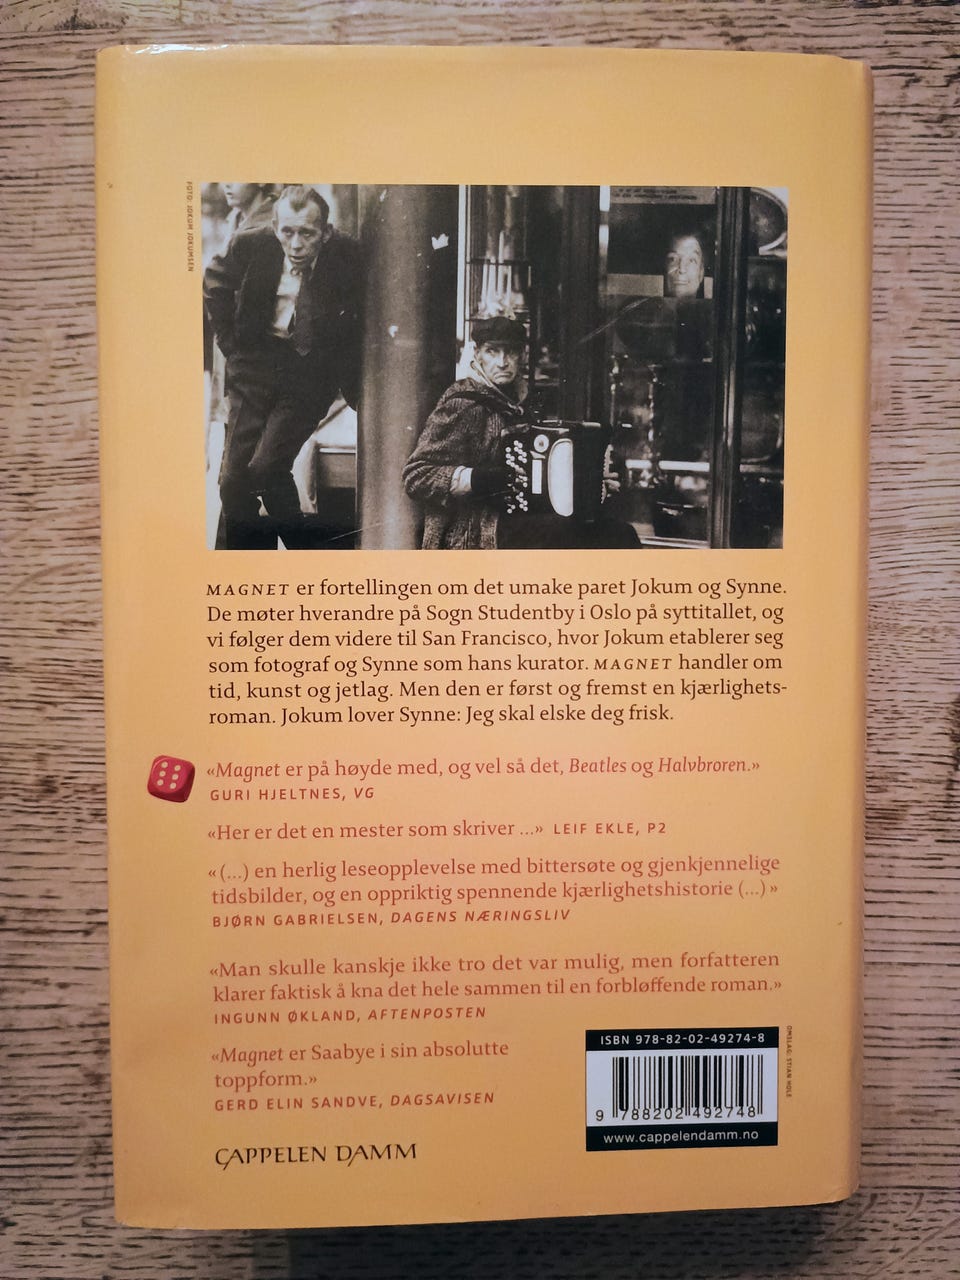 FOTO: JOKUM JOKUMSEN
MAGNET er fortellingen om det umake paret Jokum og Synne.
De møter hverandre på Sogn Studentby i Oslo på syttitallet, og
vi følger dem videre til San Francisco, hvor Jokum etablerer seg
som fotograf og Synne som hans kurator. MAGNET handler om
tid, kunst og jetlag. Men den er først og fremst en kjærlighets-
roman. Jokum lover Synne: Jeg skal elske deg frisk.
«Magnet er på høyde med, og vel så det, Beatles og Halvbroren.»
GURI HJELTNES, VG
«Her er det en mester som skriver ...» LEIF EKLE, P2
«(...) en herlig leseopplevelse med bittersøte og gjenkjennelige
tidsbilder, og en oppriktig spennende kjærlighetshistorie (...)»
BJØRN GABRIELSEN, DAGENS NÆRINGSLIV
«Man skulle kanskje ikke tro det var mulig, men forfatteren
klarer faktisk å kna det hele sammen til en forbløffende roman.»
INGUNN ØKLAND, AFTENPOSTEN
«Magnet er Saabye i sin absolutte
toppform.»
GERD ELIN SANDVE, DAGSAVISEN
CAPPELEN DAMM
ISBN 978-82-02-49274-8
9 788202 492748
www.cappelendamm.no
OMSLAG: STIAN HOLE